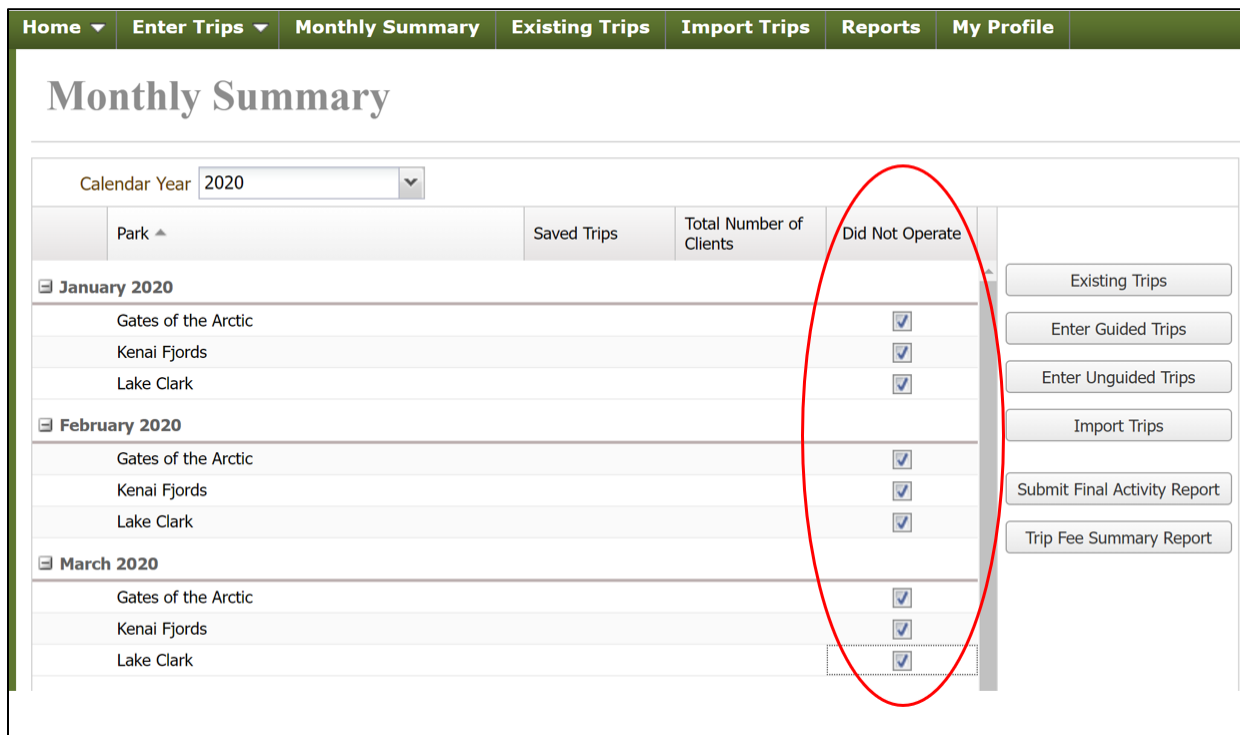 Home Enter Trips Monthly Summary Existing Trips Import Trips Reports My Profile
Monthly Summary
Calendar Year 2020
Park Saved Trips Total Number of Clients Did Not Operate
January 2020
Gates of the Arctic
Kenai Fjords
Lake Clark
February 2020
Gates of the Arctic
Kenai Fjords
Lake Clark
March 2020
Gates of the Arctic
Kenai Fjords
Lake Clark
Existing Trips
Enter Guided Trips
Enter Unguided Trips
Import Trips
Submit Final Activity Report
Trip Fee Summary Report